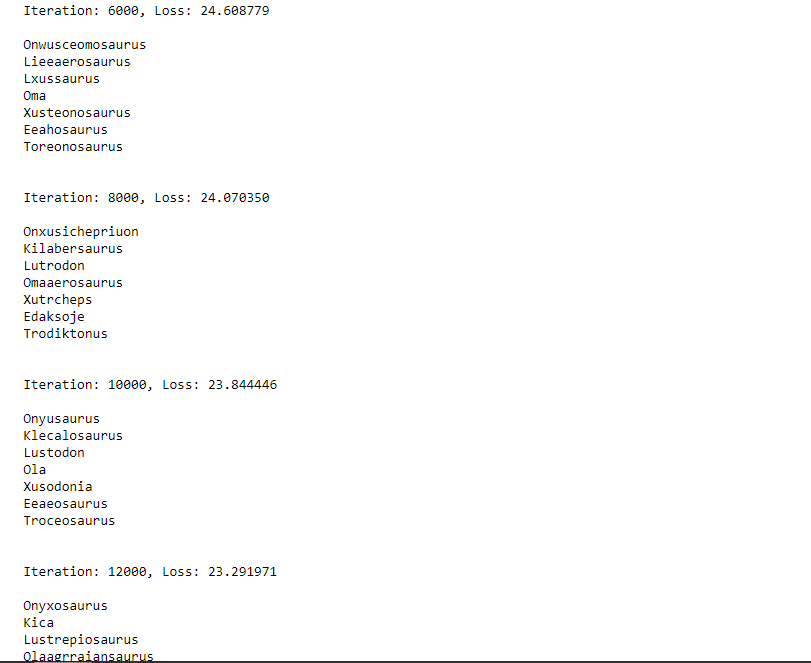 Iteration: 6000, Loss: 24.608779
Onwusceomosaurus
Lieeaerosaurus
Lxussaurus
Oma
Xusteonosaurus
Eeahosaurus
Toreonosaurus
Iteration: 8000, Loss: 24.070350
Onxusichepriuon
Kilabersaurus
Lutrodon
Omaaerosaurus
Xutrcheps
Edaksoje
Trodiktonus
Iteration: 10000, Loss: 23.844446
Onyusaurus
Klecalosaurus
Lustodon
Ola
Xusodonia
Eeaeosaurus
Troceosaurus
Iteration: 12000, Loss: 23.291971
Onyxosaurus
Kica
Lustrepiosaurus
Olaagrraiansaurus